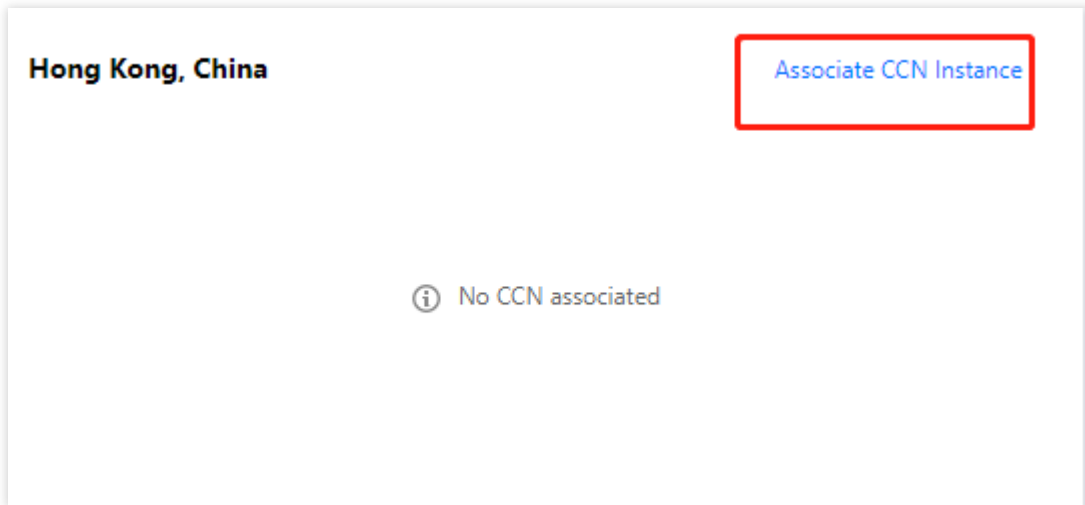 Hong Kong, China
Associate CCN Instance
No CCN associated